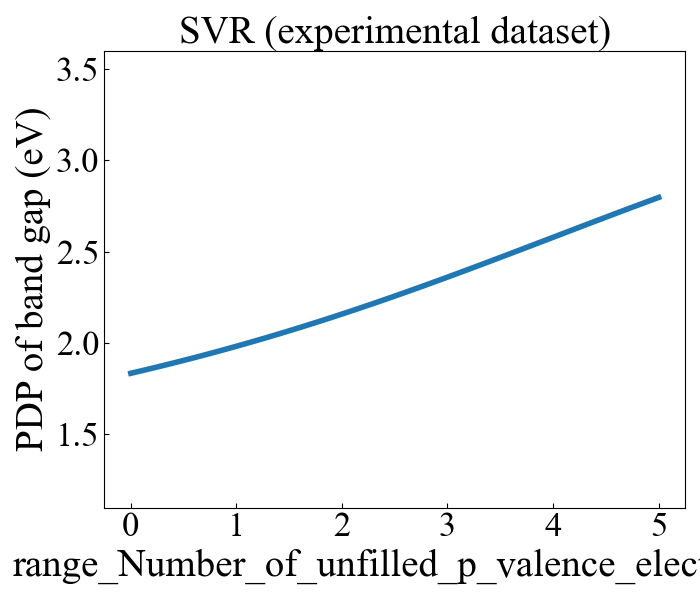 SVR (experimental dataset)
PDP of band gap (eV)
3.5
3.0
2.5
2.0
1.5
0 1 2 3 4 5
range_Number_of_unfilled_p_valence_elec